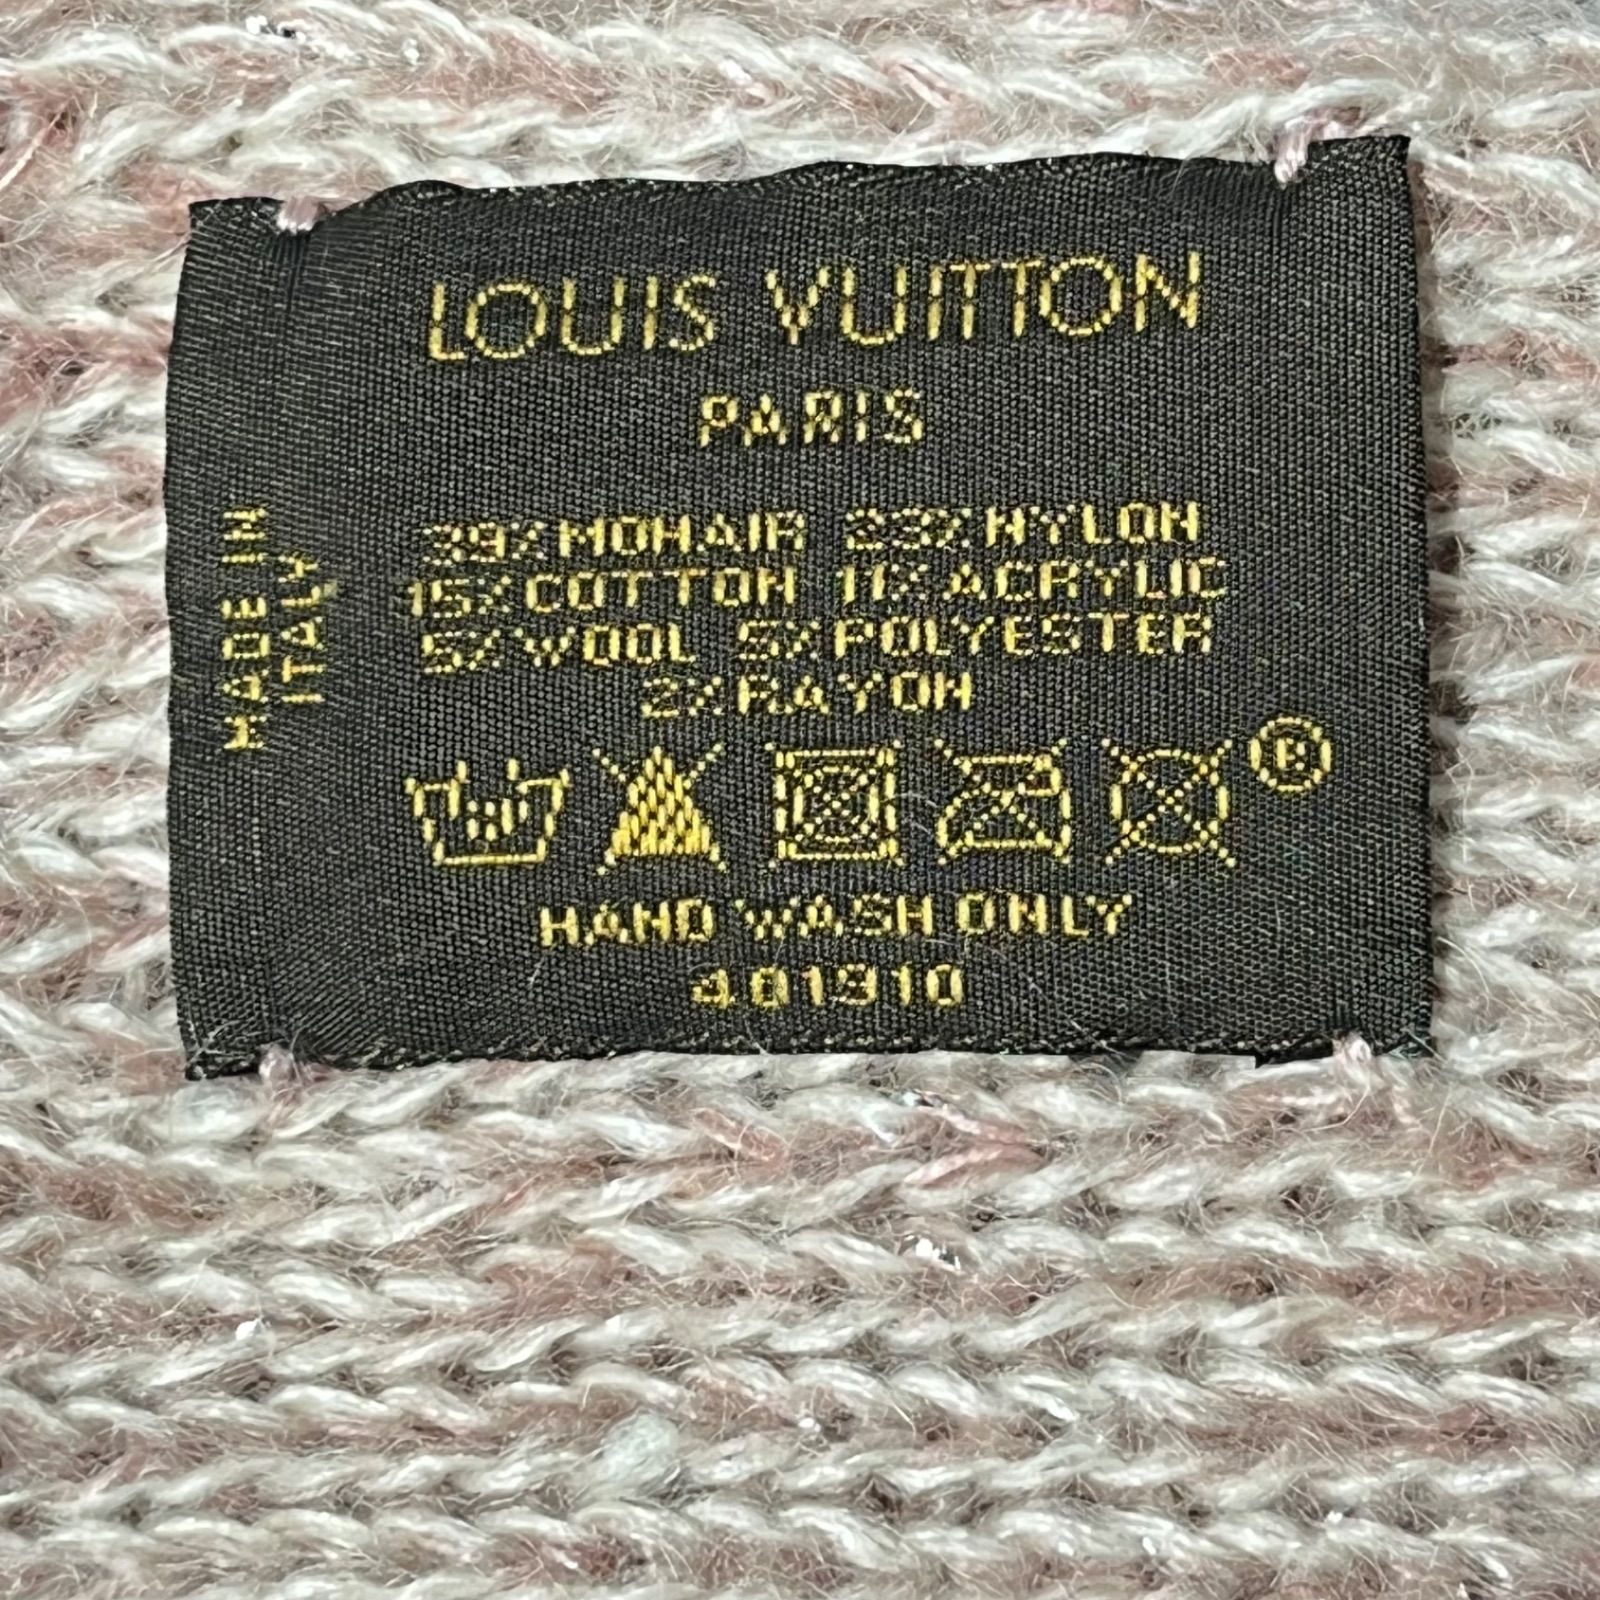 LOUIS VUITTON
PARIS
MADE IN
ITALY
39% MOHAIR 23% NYLON
15% COTTON 11% ACRYLIC
5% WOOL 5% POLYESTER
2% RAYON
®
HAND WASH ONLY
401910